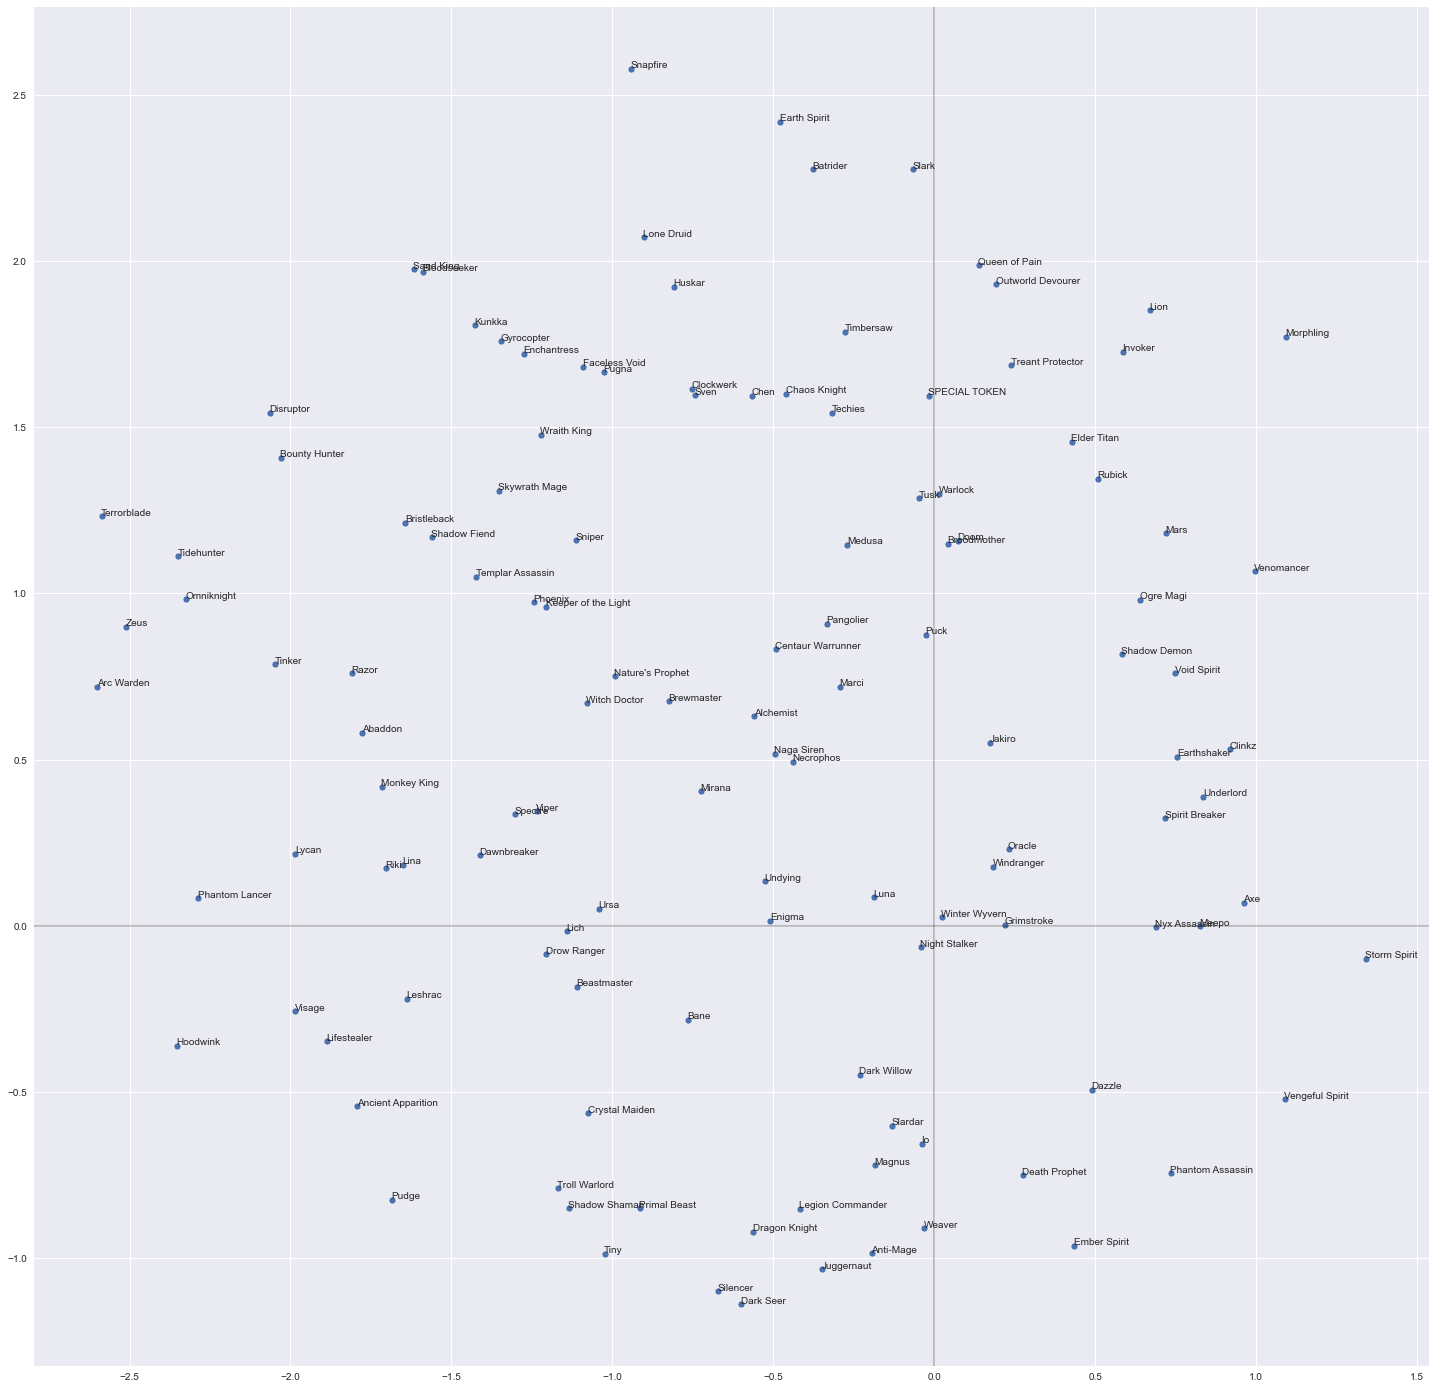 Snapfire
2.5
Earth Spirit
Batrider
Slark
Lone Druid
2.0
Sand King
Bloodseeker
Queen of Pain
Huskar
Outworld Devourer
Lion
Kunkka
Timbersaw
Morphling
Gyrocopter
Enchantress
Invoker
Faceless Void
Pugna
Treant Protector
Clockwerk
Sven
Chen
Chaos Knight
SPECIAL TOKEN
Disruptor
Techies
1.5
Bounty Hunter
Wraith King
Elder Titan
Skywrath Mage
Rubick
Tusk
Warlock
Terrorblade
Bristleback
Shadow Fiend
Sniper
Medusa
Broodmother
Doom
Mars
Tidehunter
Templar Assassin
Venomancer
1.0
Omniknight
Phoenix
Keeper of the Light
Ogre Magi
Zeus
Pangolier
Puck
Centaur Warrunner
Shadow Demon
Tinker
Razor
Nature's Prophet
Void Spirit
Arc Warden
Witch Doctor
Brewmaster
Marci
Alchemist
Abaddon
Jakiro
Naga Siren
Necrophos
Earthshaker
Clinkz
0.5
Monkey King
Mirana
Underlord
Spectre
Viper
Spirit Breaker
Lycan
Dawnbreaker
Oracle
Riki
Lina
Windranger
Phantom Lancer
Undying
Luna
Axe
Ursa
Enigma
Winter Wyvern
Grimstroke
Nyx Assassin
Meepo
0.0
Lich
Drow Ranger
Night Stalker
Storm Spirit
Beastmaster
Leshrac
Visage
Bane
Hoodwink
Lifestealer
Dark Willow
Dazzle
−0.5
Ancient Apparition
Crystal Maiden
Vengeful Spirit
Slardar
Io
Magnus
Death Prophet
Phantom Assassin
Pudge
Troll Warlord
Shadow Shaman
Primal Beast
Legion Commander
Dragon Knight
Weaver
Tiny
Anti-Mage
Ember Spirit
−1.0
Juggernaut
Silencer
Dark Seer
−2.5 −2.0 −1.5 −1.0 −0.5 0.0 0.5 1.0 1.5